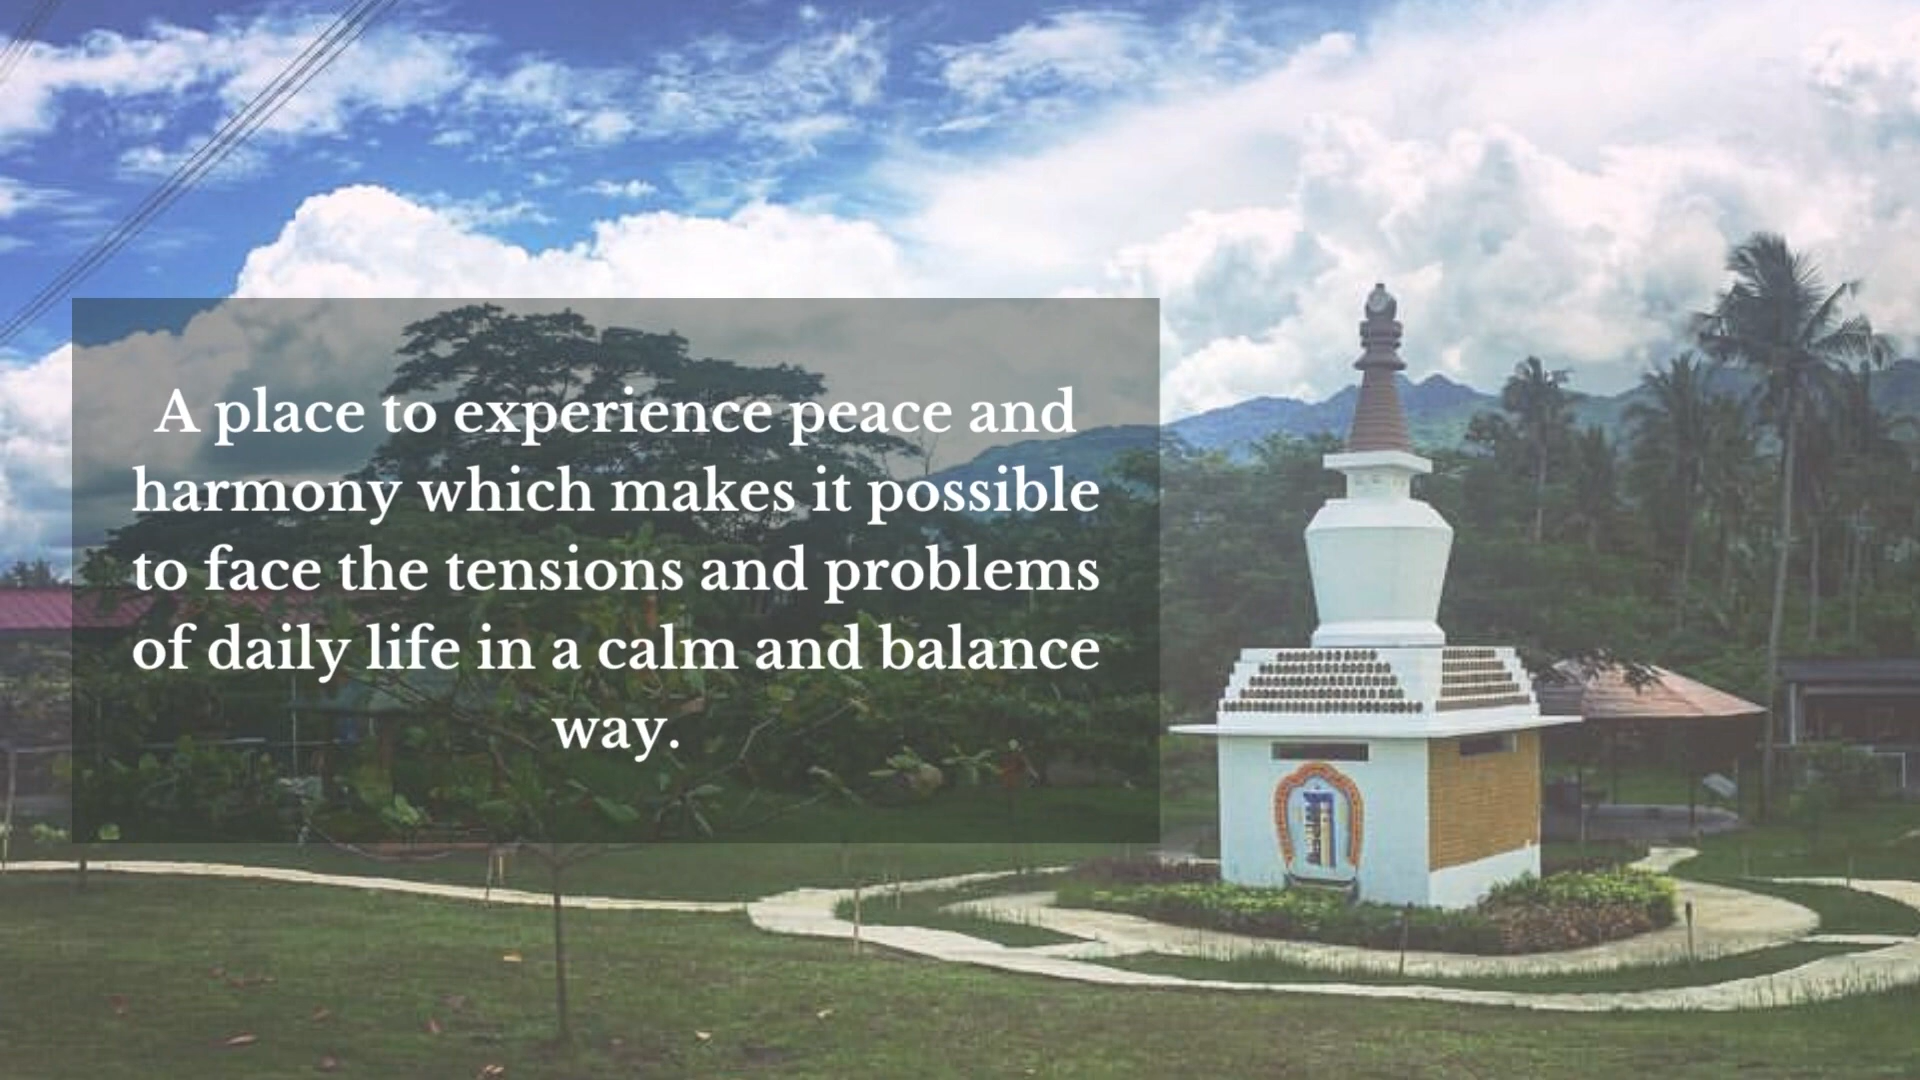 A place to experience peace and
harmony which makes it possible
to face the tensions and problems
of daily life in a calm and balance
way.